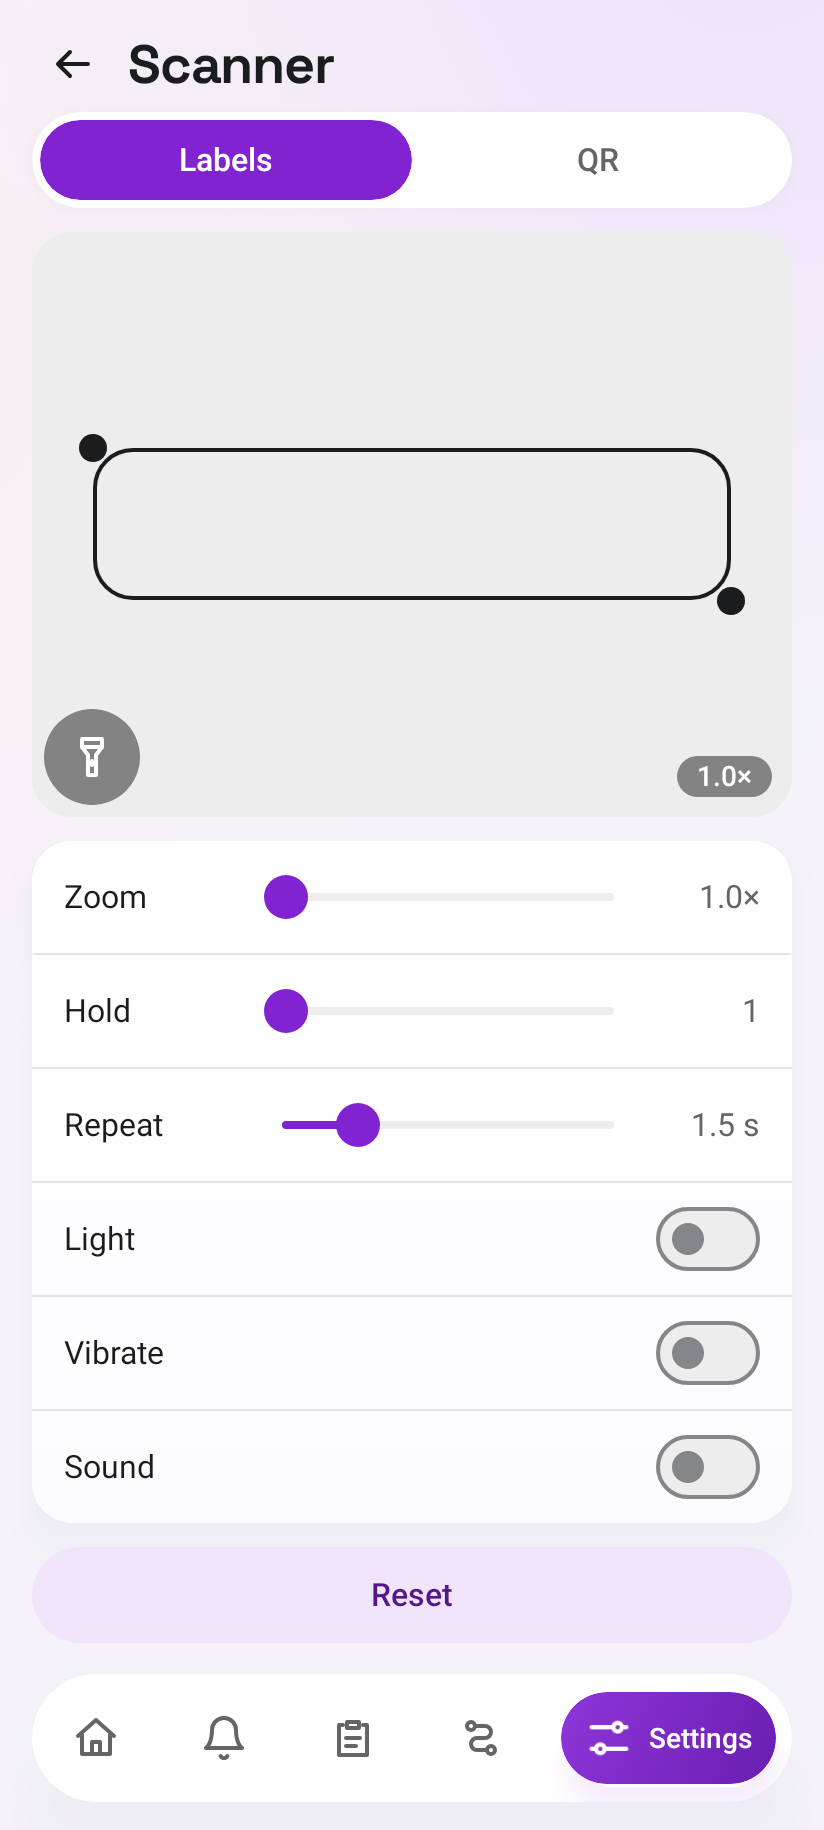 Scanner
Labels
QR
1.0×
Zoom
1.0×
Hold
1
Repeat
1.5 s
Light
Vibrate
Sound
Reset
Settings